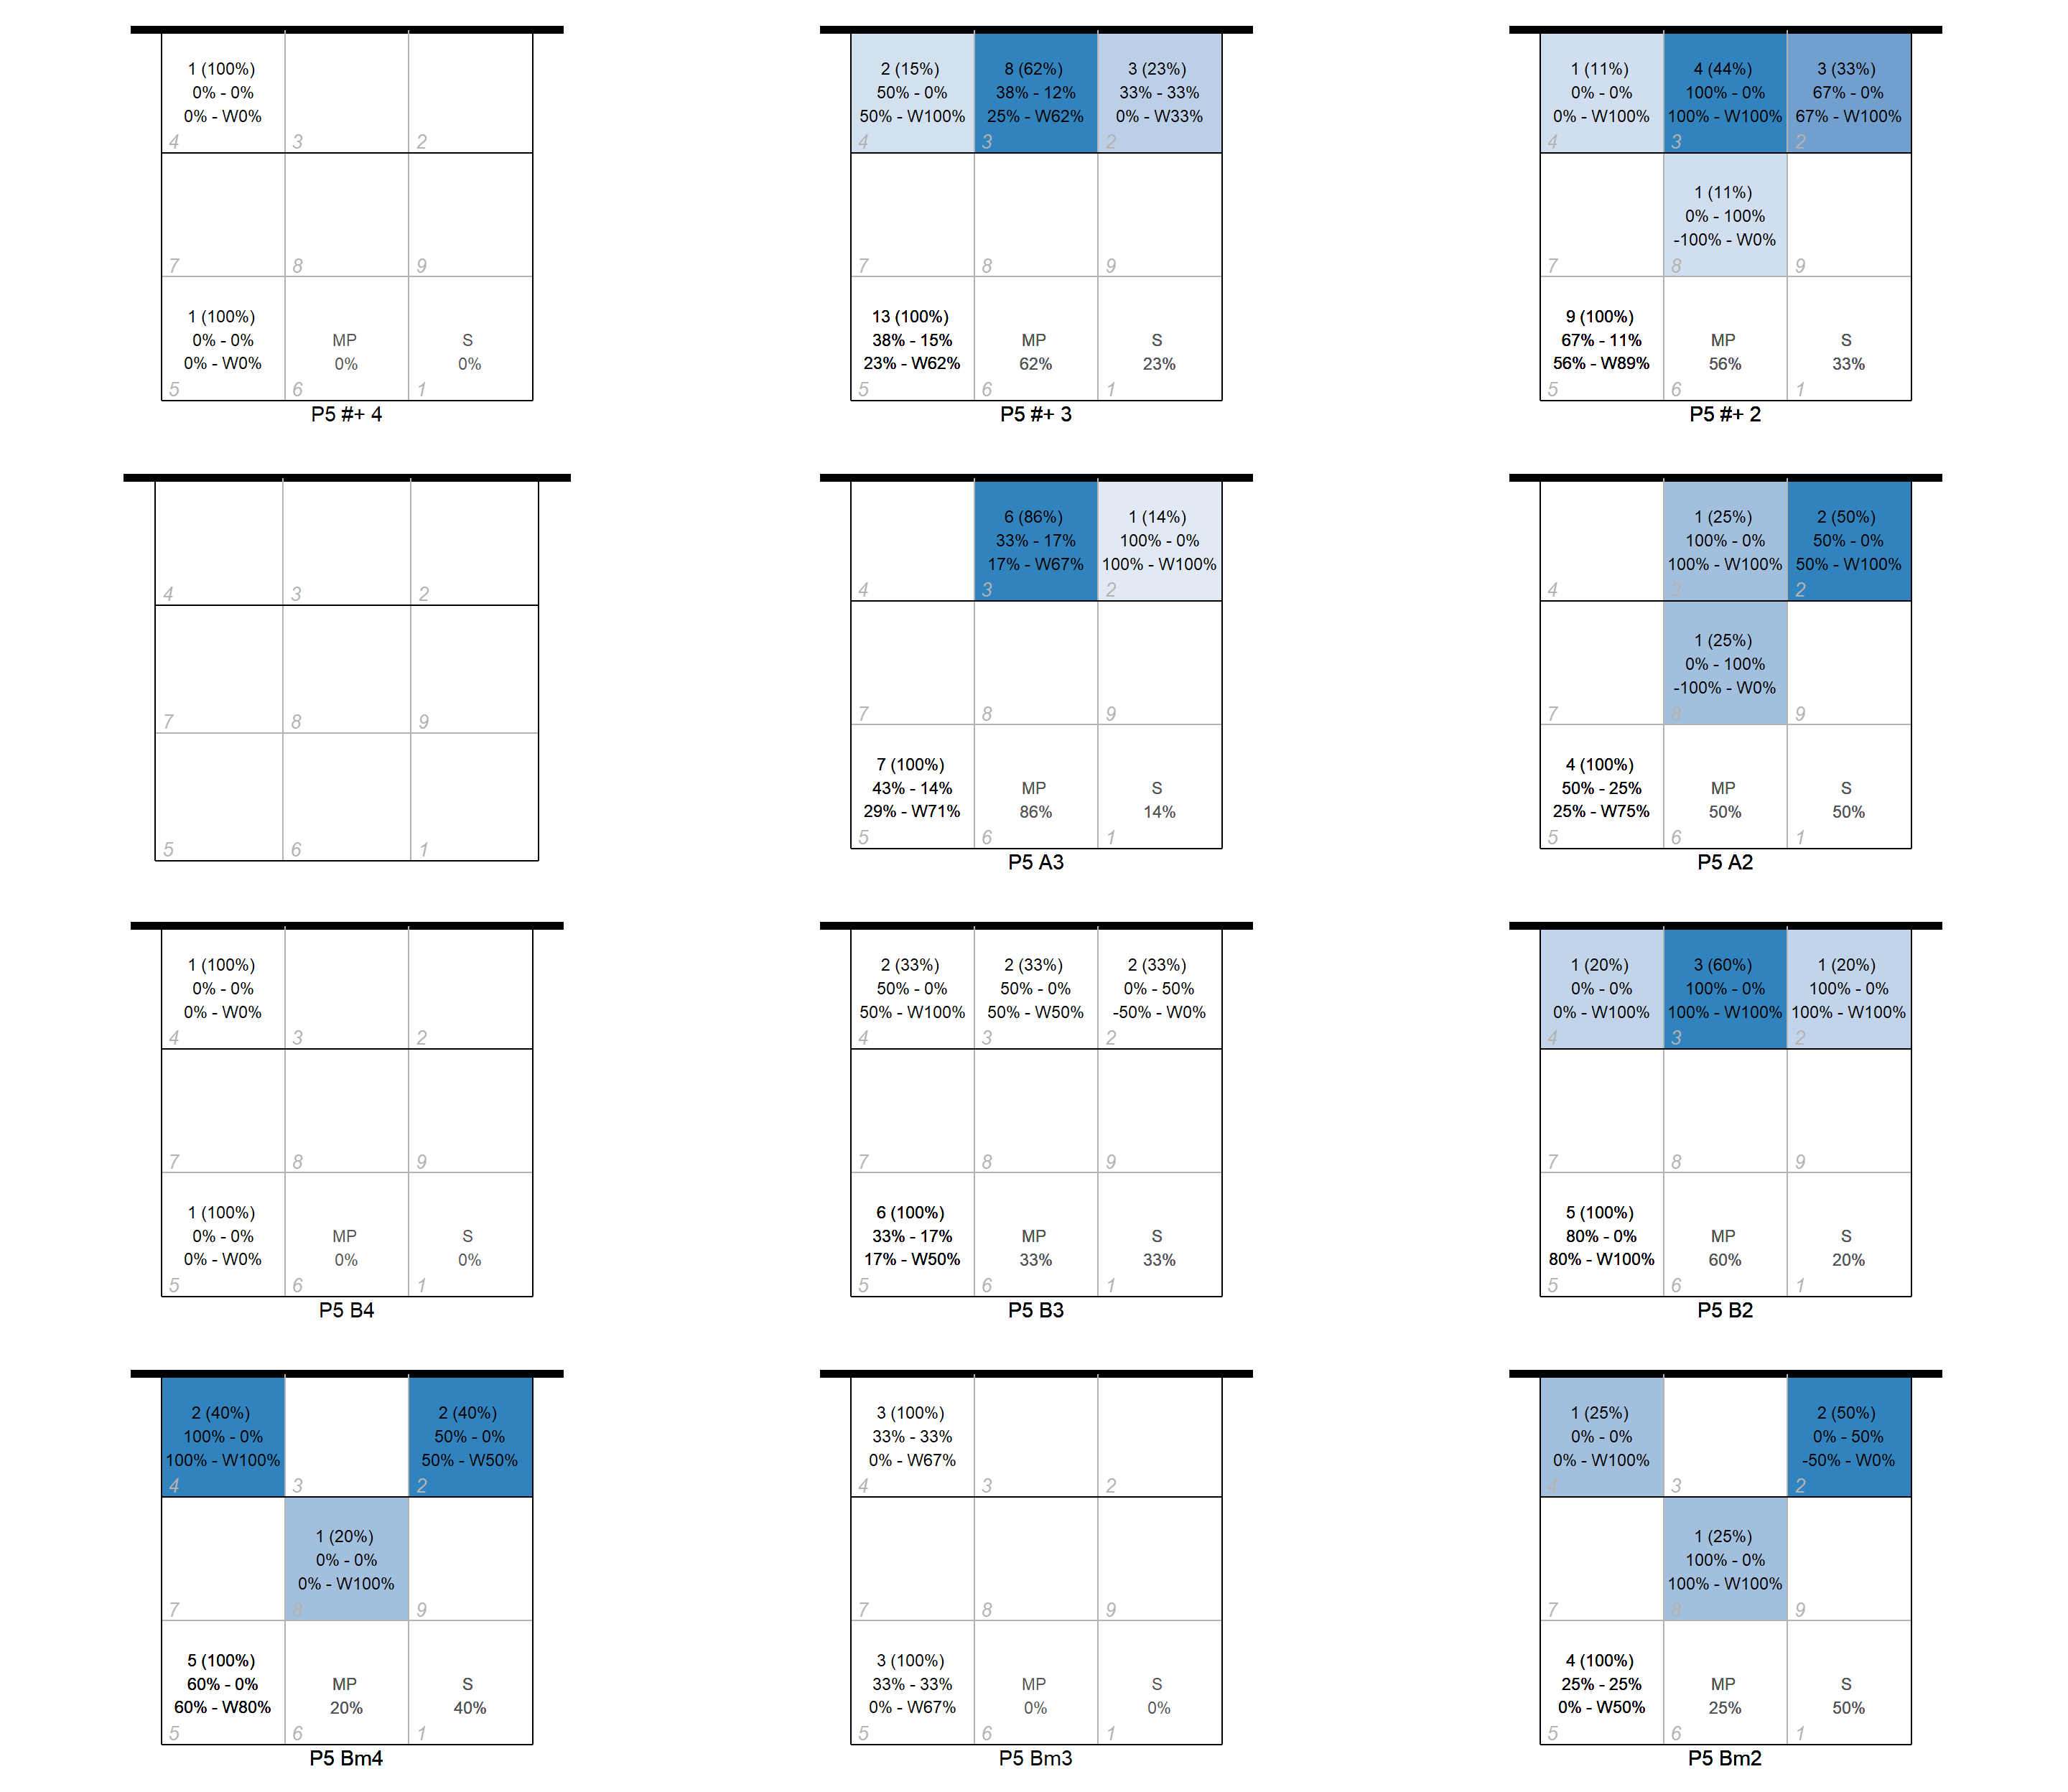 1 (100%)
0% - 0%
0% - W0%
4
3
2
7
8
9
1 (100%)
0% - 0%
0% - W0%
5
MP
0%
6
S
0%
1
P5 #+ 4
2 (15%)
50% - 0%
50% - W100%
4
8 (62%)
38% - 12%
25% - W62%
3
3 (23%)
33% - 33%
0% - W33%
2
7
8
9
13 (100%)
38% - 15%
23% - W62%
5
MP
62%
6
S
23%
1
P5 #+ 3
1 (11%)
0% - 0%
0% - W100%
4
4 (44%)
100% - 0%
100% - W100%
3
3 (33%)
67% - 0%
67% - W100%
2
7
1 (11%)
0% - 100%
-100% - W0%
8
9
9 (100%)
67% - 11%
56% - W89%
5
MP
56%
6
S
33%
1
P5 #+ 2
4
3
2
7
8
9
5
6
1
4
6 (86%)
33% - 17%
17% - W67%
3
1 (14%)
100% - 0%
100% - W100%
2
7
8
9
7 (100%)
43% - 14%
29% - W71%
5
MP
86%
6
S
14%
1
P5 A3
4
1 (25%)
100% - 0%
100% - W100%
3
2 (50%)
50% - 0%
50% - W100%
2
7
1 (25%)
0% - 100%
-100% - W0%
8
9
4 (100%)
50% - 25%
25% - W75%
5
MP
50%
6
S
50%
1
P5 A2
1 (100%)
0% - 0%
0% - W0%
4
3
2
7
8
9
1 (100%)
0% - 0%
0% - W0%
5
MP
0%
6
S
0%
1
P5 B4
2 (33%)
50% - 0%
50% - W100%
4
2 (33%)
50% - 0%
50% - W50%
3
2 (33%)
0% - 50%
-50% - W0%
2
7
8
9
6 (100%)
33% - 17%
17% - W50%
5
MP
33%
6
S
33%
1
P5 B3
1 (20%)
0% - 0%
0% - W100%
4
3 (60%)
100% - 0%
100% - W100%
3
1 (20%)
100% - 0%
100% - W100%
2
7
8
9
5 (100%)
80% - 0%
80% - W100%
5
MP
60%
6
S
20%
1
P5 B2
2 (40%)
100% - 0%
100% - W100%
4
3
2 (40%)
50% - 0%
50% - W50%
2
7
1 (20%)
0% - 0%
0% - W100%
8
9
5 (100%)
60% - 0%
60% - W80%
5
MP
20%
6
S
40%
1
P5 Bm4
3 (100%)
33% - 33%
0% - W67%
4
3
2
7
8
9
3 (100%)
33% - 33%
0% - W67%
5
MP
0%
6
S
0%
1
P5 Bm3
1 (25%)
0% - 0%
0% - W100%
4
3
2 (50%)
0% - 50%
-50% - W0%
2
7
1 (25%)
100% - 0%
100% - W100%
8
9
4 (100%)
25% - 25%
0% - W50%
5
MP
25%
6
S
50%
1
P5 Bm2